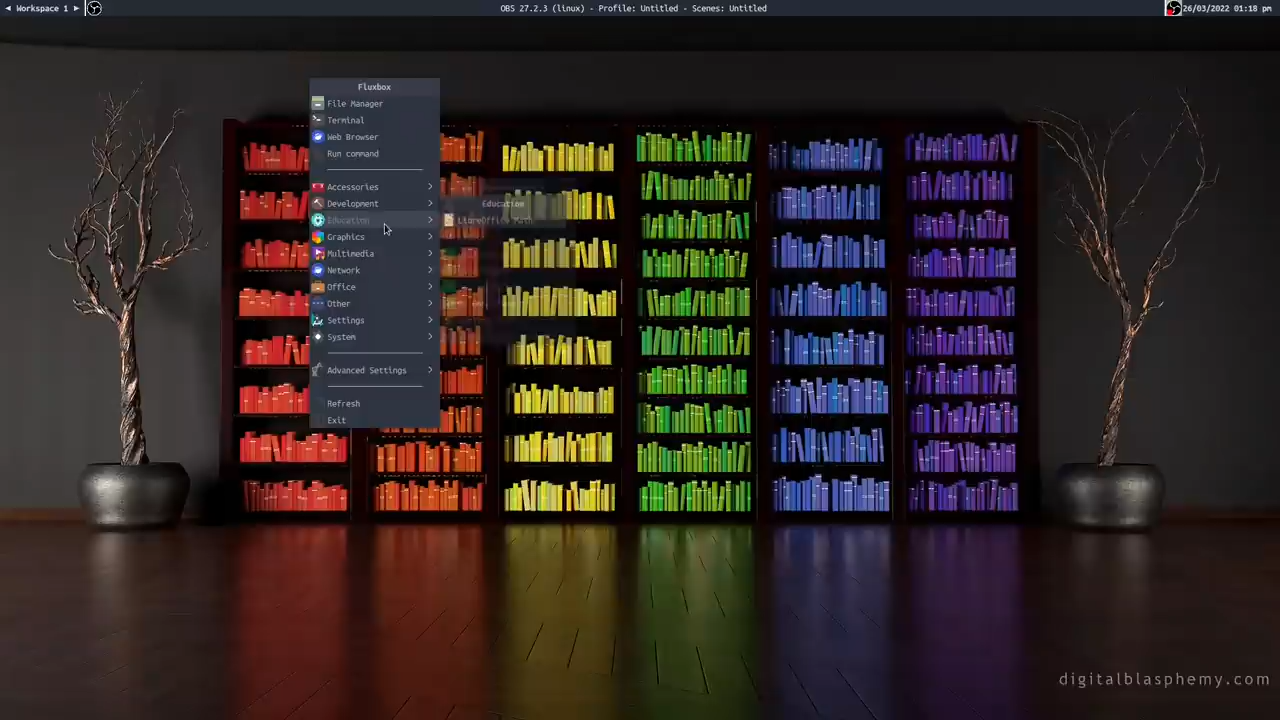 Workspace 1
OBS 27.2.3 (linux) - Profile: Untitled - Scenes: Untitled
26/03/2022 01:18 pm
Fluxbox
File Manager
Terminal
Web Browser
Run command
Accessories
Development
Education
Graphics
Multimedia
Network
Office
Other
Settings
System
Advanced Settings
Refresh
Exit
Education
LibreOffice Math
digitalblasphemy.com